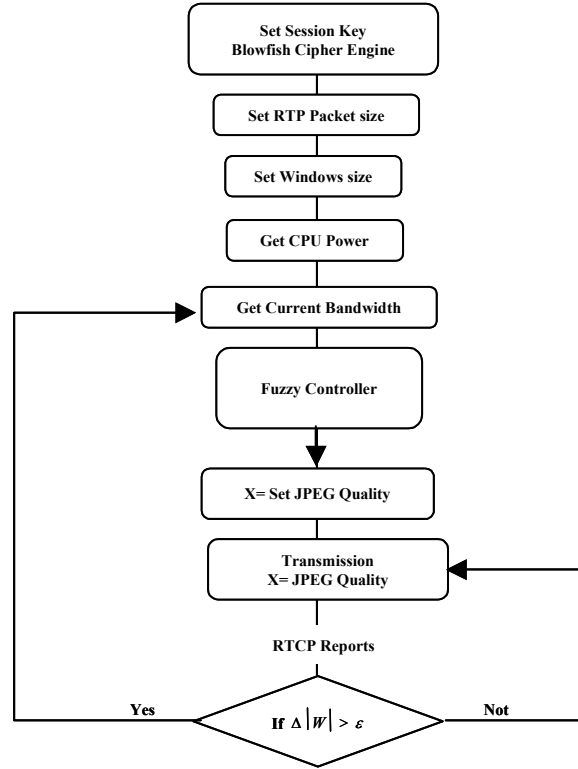 Set Session Key
Blowfish Cipher Engine
Set RTP Packet size
Set Windows size
Get CPU Power
Get Current Bandwidth
Fuzzy Controller
X= Set JPEG Quality
Transmission
X= JPEG Quality
RTCP Reports
Yes
If Δ |W| > ε
Not